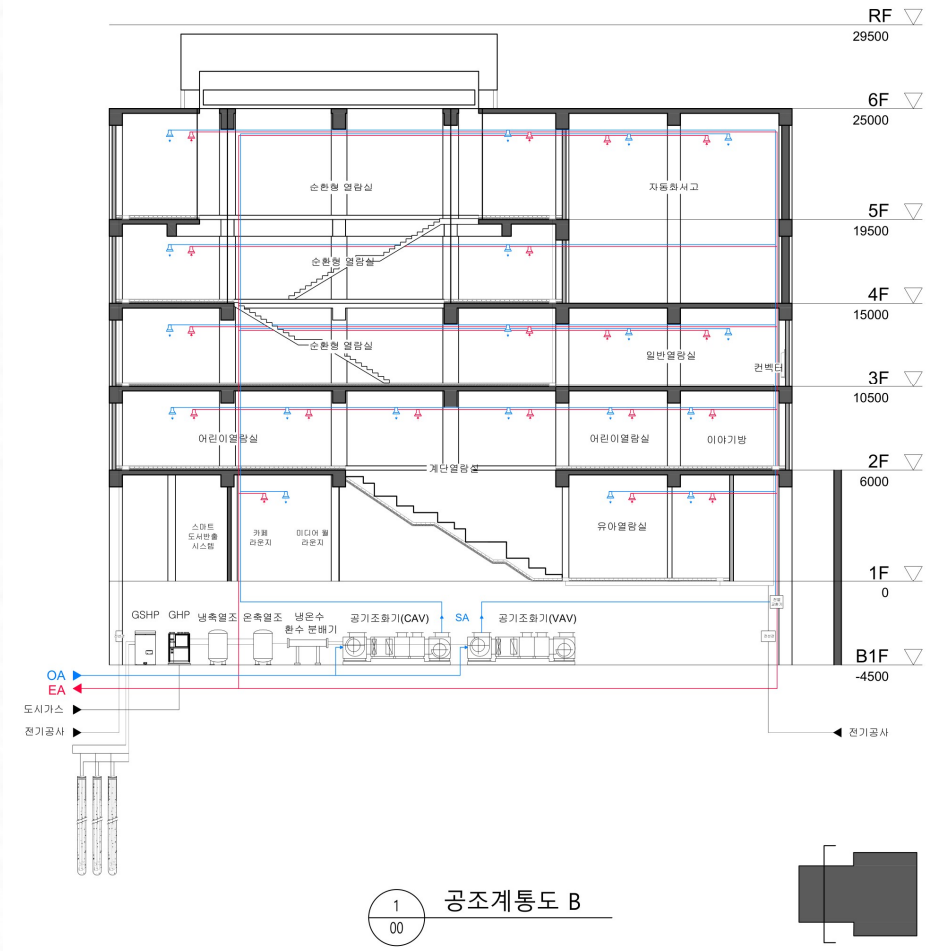 RF
29500
6F
25000
순환형 열람실
자동화서고
5F
19500
순환형 열람실
4F
15000
순환형 열람실
일반열람실
컨벡터
3F
10500
어린이열람실
어린이열람실
이야기방
계단열람실
2F
6000
스마트
도서반출
시스템
카페
라운지
미디어 월
라운지
유아열람실
1F
0
GSHP
GHP
냉축열조
온축열조
냉온수
환수 분배기
공기조화기(CAV)
SA
공기조화기(VAV)
B1F
-4500
OA
EA
도시가스
전기공사
전기공사
1
00
공조계통도 B